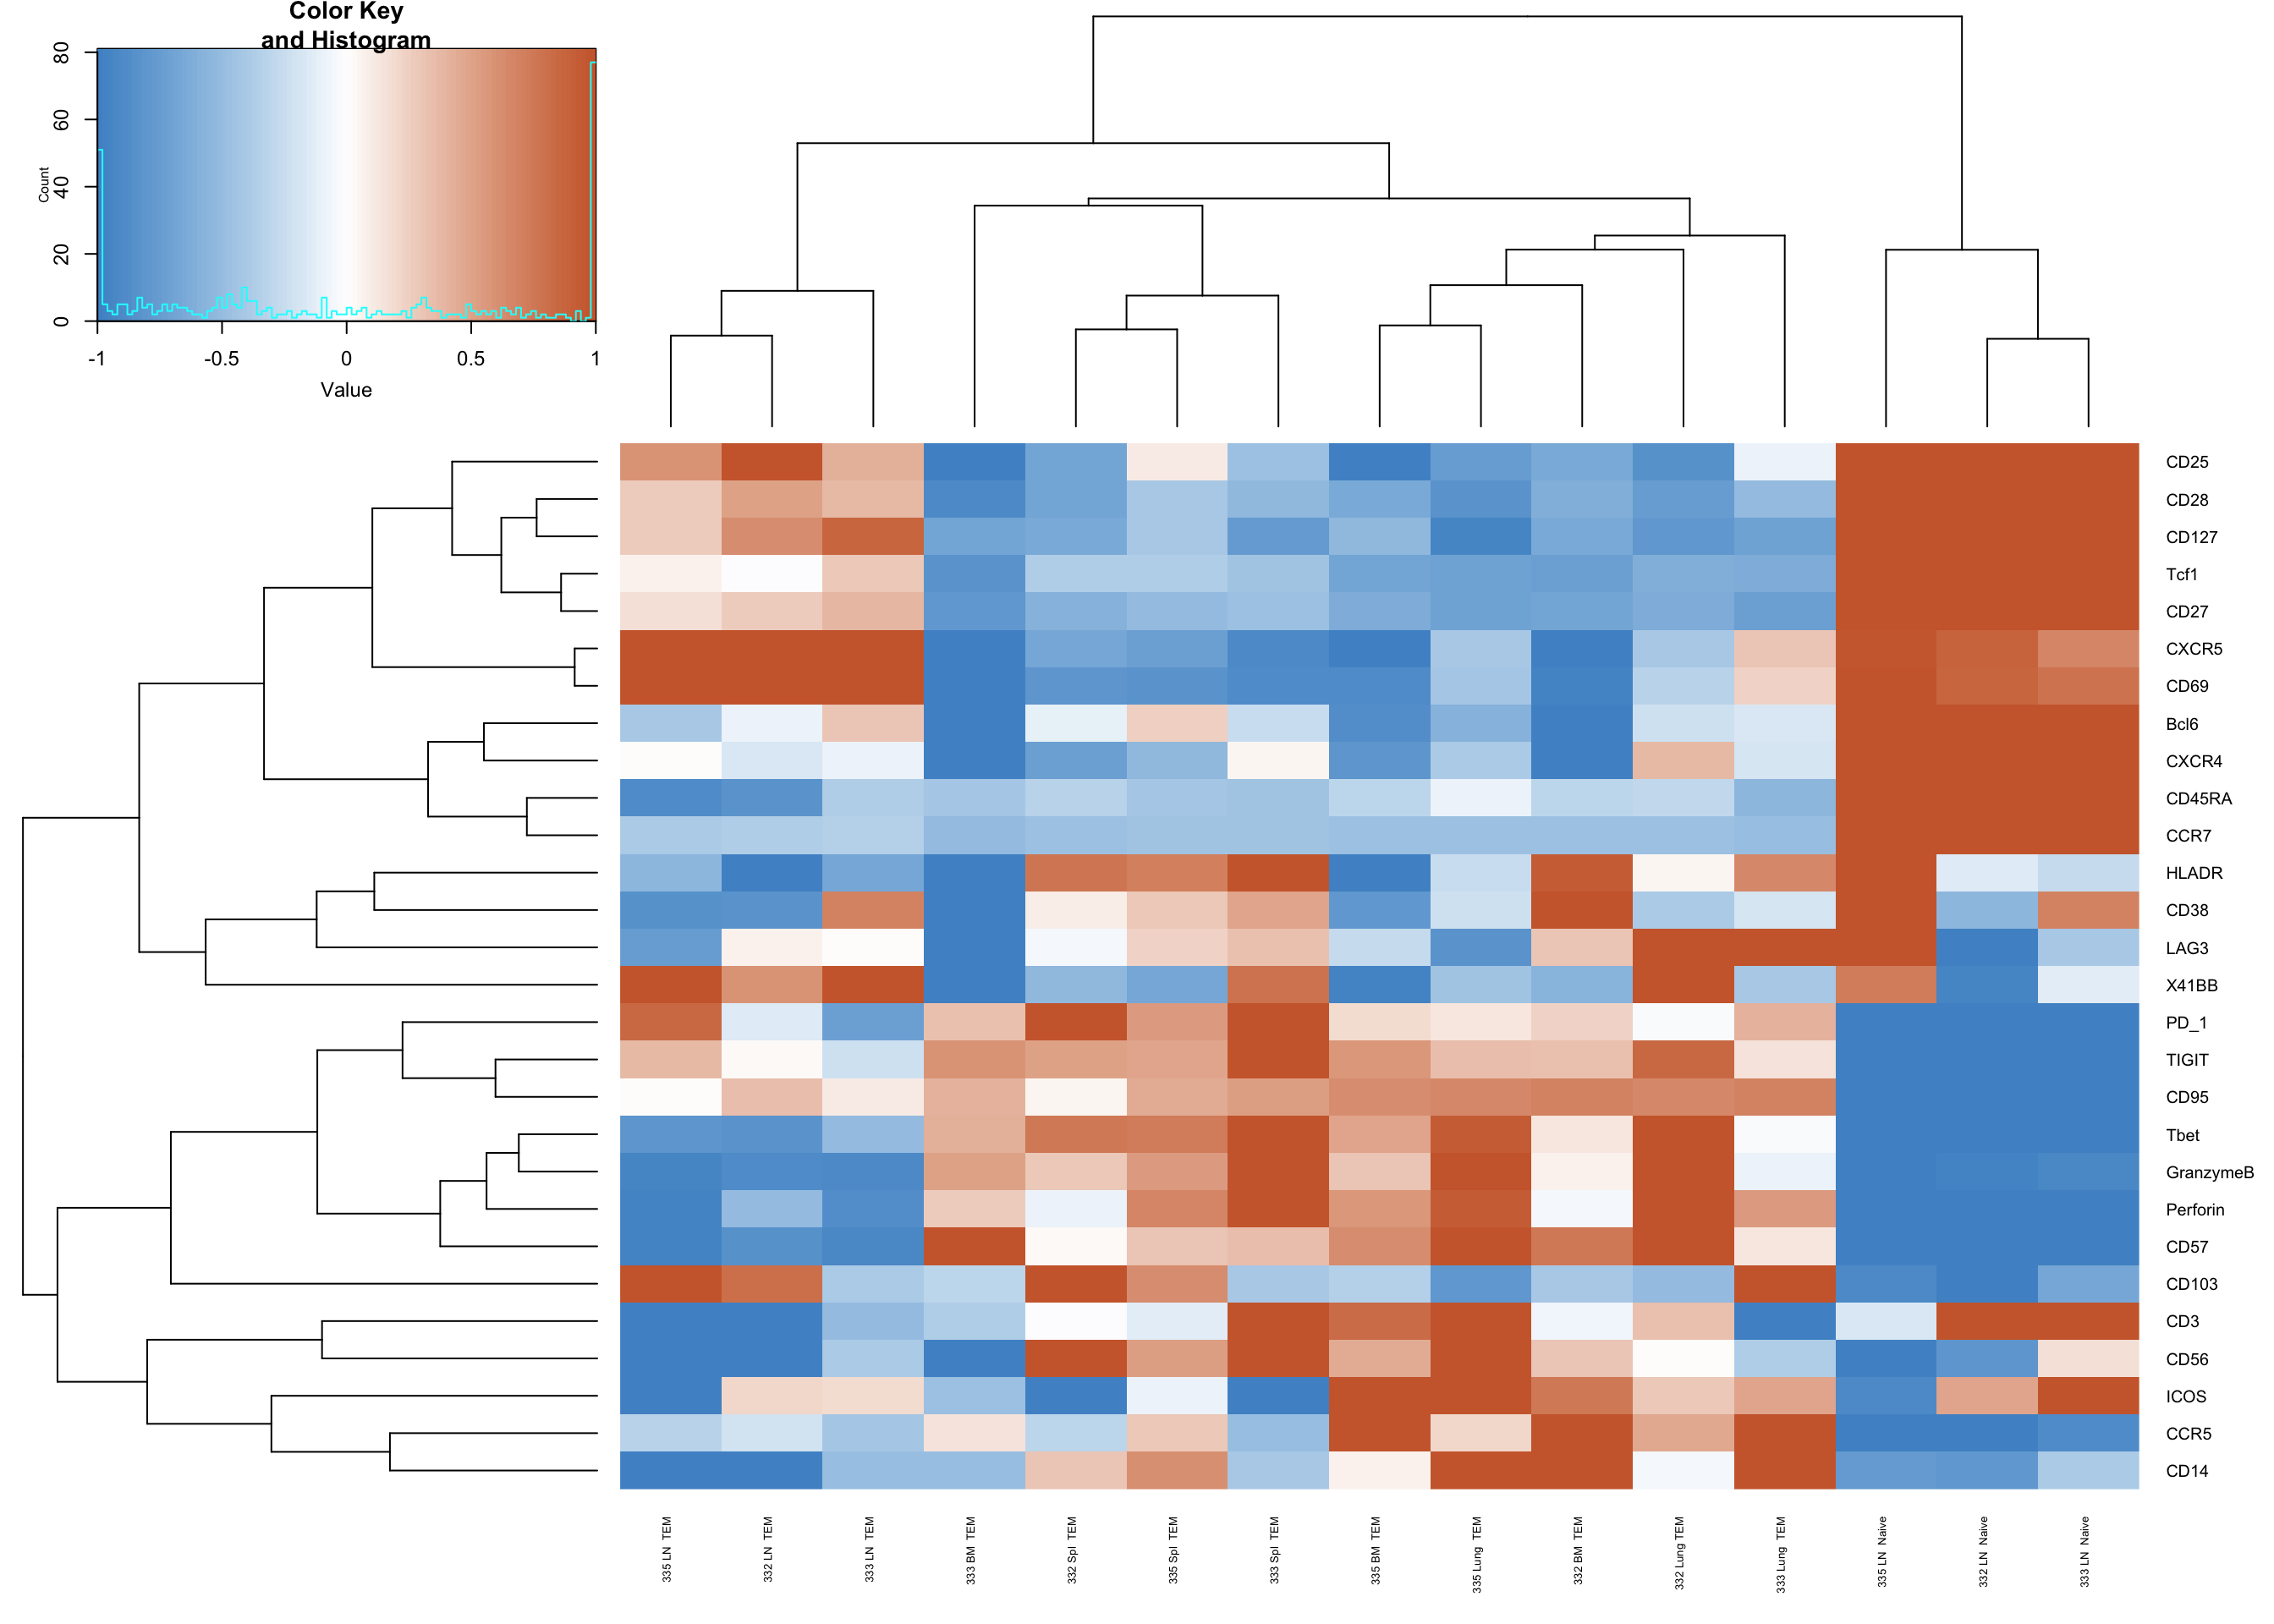 Color Key
and Histogram
Count
80
60
40
20
0
-1 -0.5 0 0.5 1
Value
CD25
CD28
CD127
Tcf1
CD27
CXCR5
CD69
Bcl6
CXCR4
CD45RA
CCR7
HLADR
CD38
LAG3
X41BB
PD_1
TIGIT
CD95
Tbet
GranzymeB
Perforin
CD57
CD103
CD3
CD56
ICOS
CCR5
CD14
335 LN TEM
332 LN TEM
333 LN TEM
333 BM TEM
332 Spl TEM
335 Spl TEM
333 Spl TEM
335 BM TEM
335 Lung TEM
332 BM TEM
332 Lung TEM
333 Lung TEM
335 LN Naive
332 LN Naive
333 LN Naive